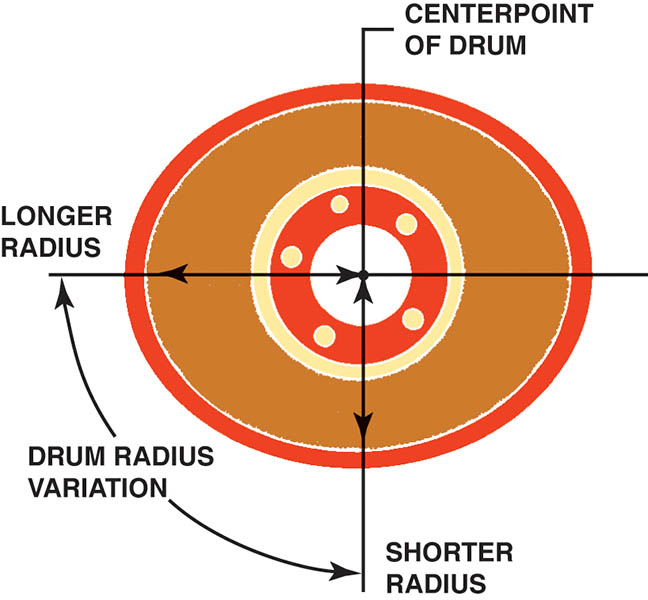 CENTERPOINT
OF DRUM
LONGER
RADIUS
DRUM RADIUS
VARIATION
SHORTER
RADIUS